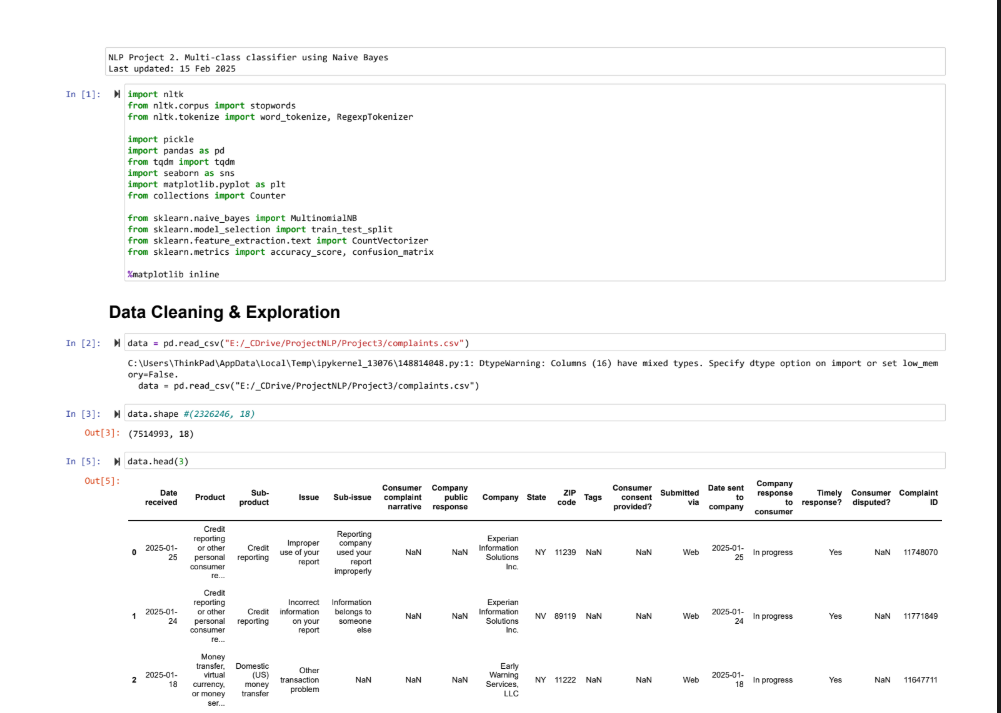 NLP Project 2. Multi-class classifier using Naive Bayes
Last updated: 15 Feb 2025
In [1]:
import nltk
from nltk.corpus import stopwords
from nltk.tokenize import word_tokenize, RegexpTokenizer
import pickle
import pandas as pd
from tqdm import tqdm
import seaborn as sns
import matplotlib.pyplot as plt
from collections import Counter
from sklearn.naive_bayes import MultinomialNB
from sklearn.model_selection import train_test_split
from sklearn.feature_extraction.text import CountVectorizer
from sklearn.metrics import accuracy_score, confusion_matrix
%matplotlib inline
Data Cleaning & Exploration
In [2]: data = pd.read_csv("E:/_CDrive/ProjectNLP/Project3/complaints.csv")
C:\Users\ThinkPad\AppData\Local\Temp\ipykernel_13076\148814048.py:1: DtypeWarning: Columns (16) have mixed types. Specify dtype option on import or set low_mem
ory=False.
data = pd.read_csv("E:/_CDrive/ProjectNLP/Project3/complaints.csv")
In [3]: data.shape #(2326246, 18)
Out[3]: (7514993, 18)
In [5]: data.head(3)
Out[5]:
Date
received
Product
Sub-
product
Issue
Sub-issue
Consumer
complaint
narrative
Company
public
response
Company
State
ZIP
code
Tags
Consumer
consent
provided?
Submitted
via
Date sent
to
company
Company
response
to
consumer
Timely
response?
Consumer
disputed?
Complaint
ID
0
2025-01-
25
Credit
reporting
or other
personal
consumer
re...
Credit
reporting
Improper
use of your
report
Reporting
company
used your
report
improperly
NaN
NaN
Experian
Information
Solutions
Inc.
NY
11239
NaN
NaN
Web
2025-01-
25
In progress
Yes
NaN
11748070
1
2025-01-
24
Credit
reporting
or other
personal
consumer
re...
Credit
reporting
Incorrect
information
on your
report
Information
belongs to
someone
else
NaN
NaN
Experian
Information
Solutions
Inc.
NV
89119
NaN
NaN
Web
2025-01-
24
In progress
Yes
NaN
11771849
2
2025-01-
18
Money
transfer,
virtual
currency,
or money
ser...
Domestic
(US)
money
transfer
Other
transaction
problem
NaN
NaN
NaN
Early
Warning
Services,
LLC
NY
11222
NaN
NaN
Web
2025-01-
18
In progress
Yes
NaN
11647711